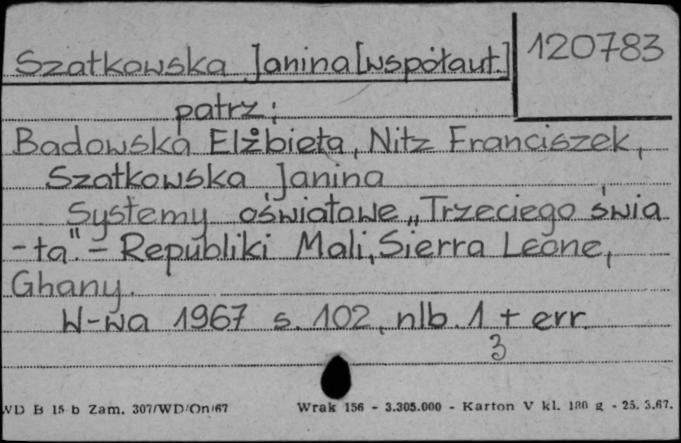 Szatkowska Janina [współaut.]
120783
patrz:
Badowska Elżbieta, Nitz Franciszek,
Szatkowska Janina
Systemy oświatowe „Trzeciego świa
-ta". – Republiki Mali, Sierra Leone,
Ghany.
W-wa 1967 s. 102, nlb. 1 + err.
3
WD B 15 b Zam. 307/WD/On/67 Wrak 156 - 3.305.000 - Karton V kl. 180 g - 25.3.67.